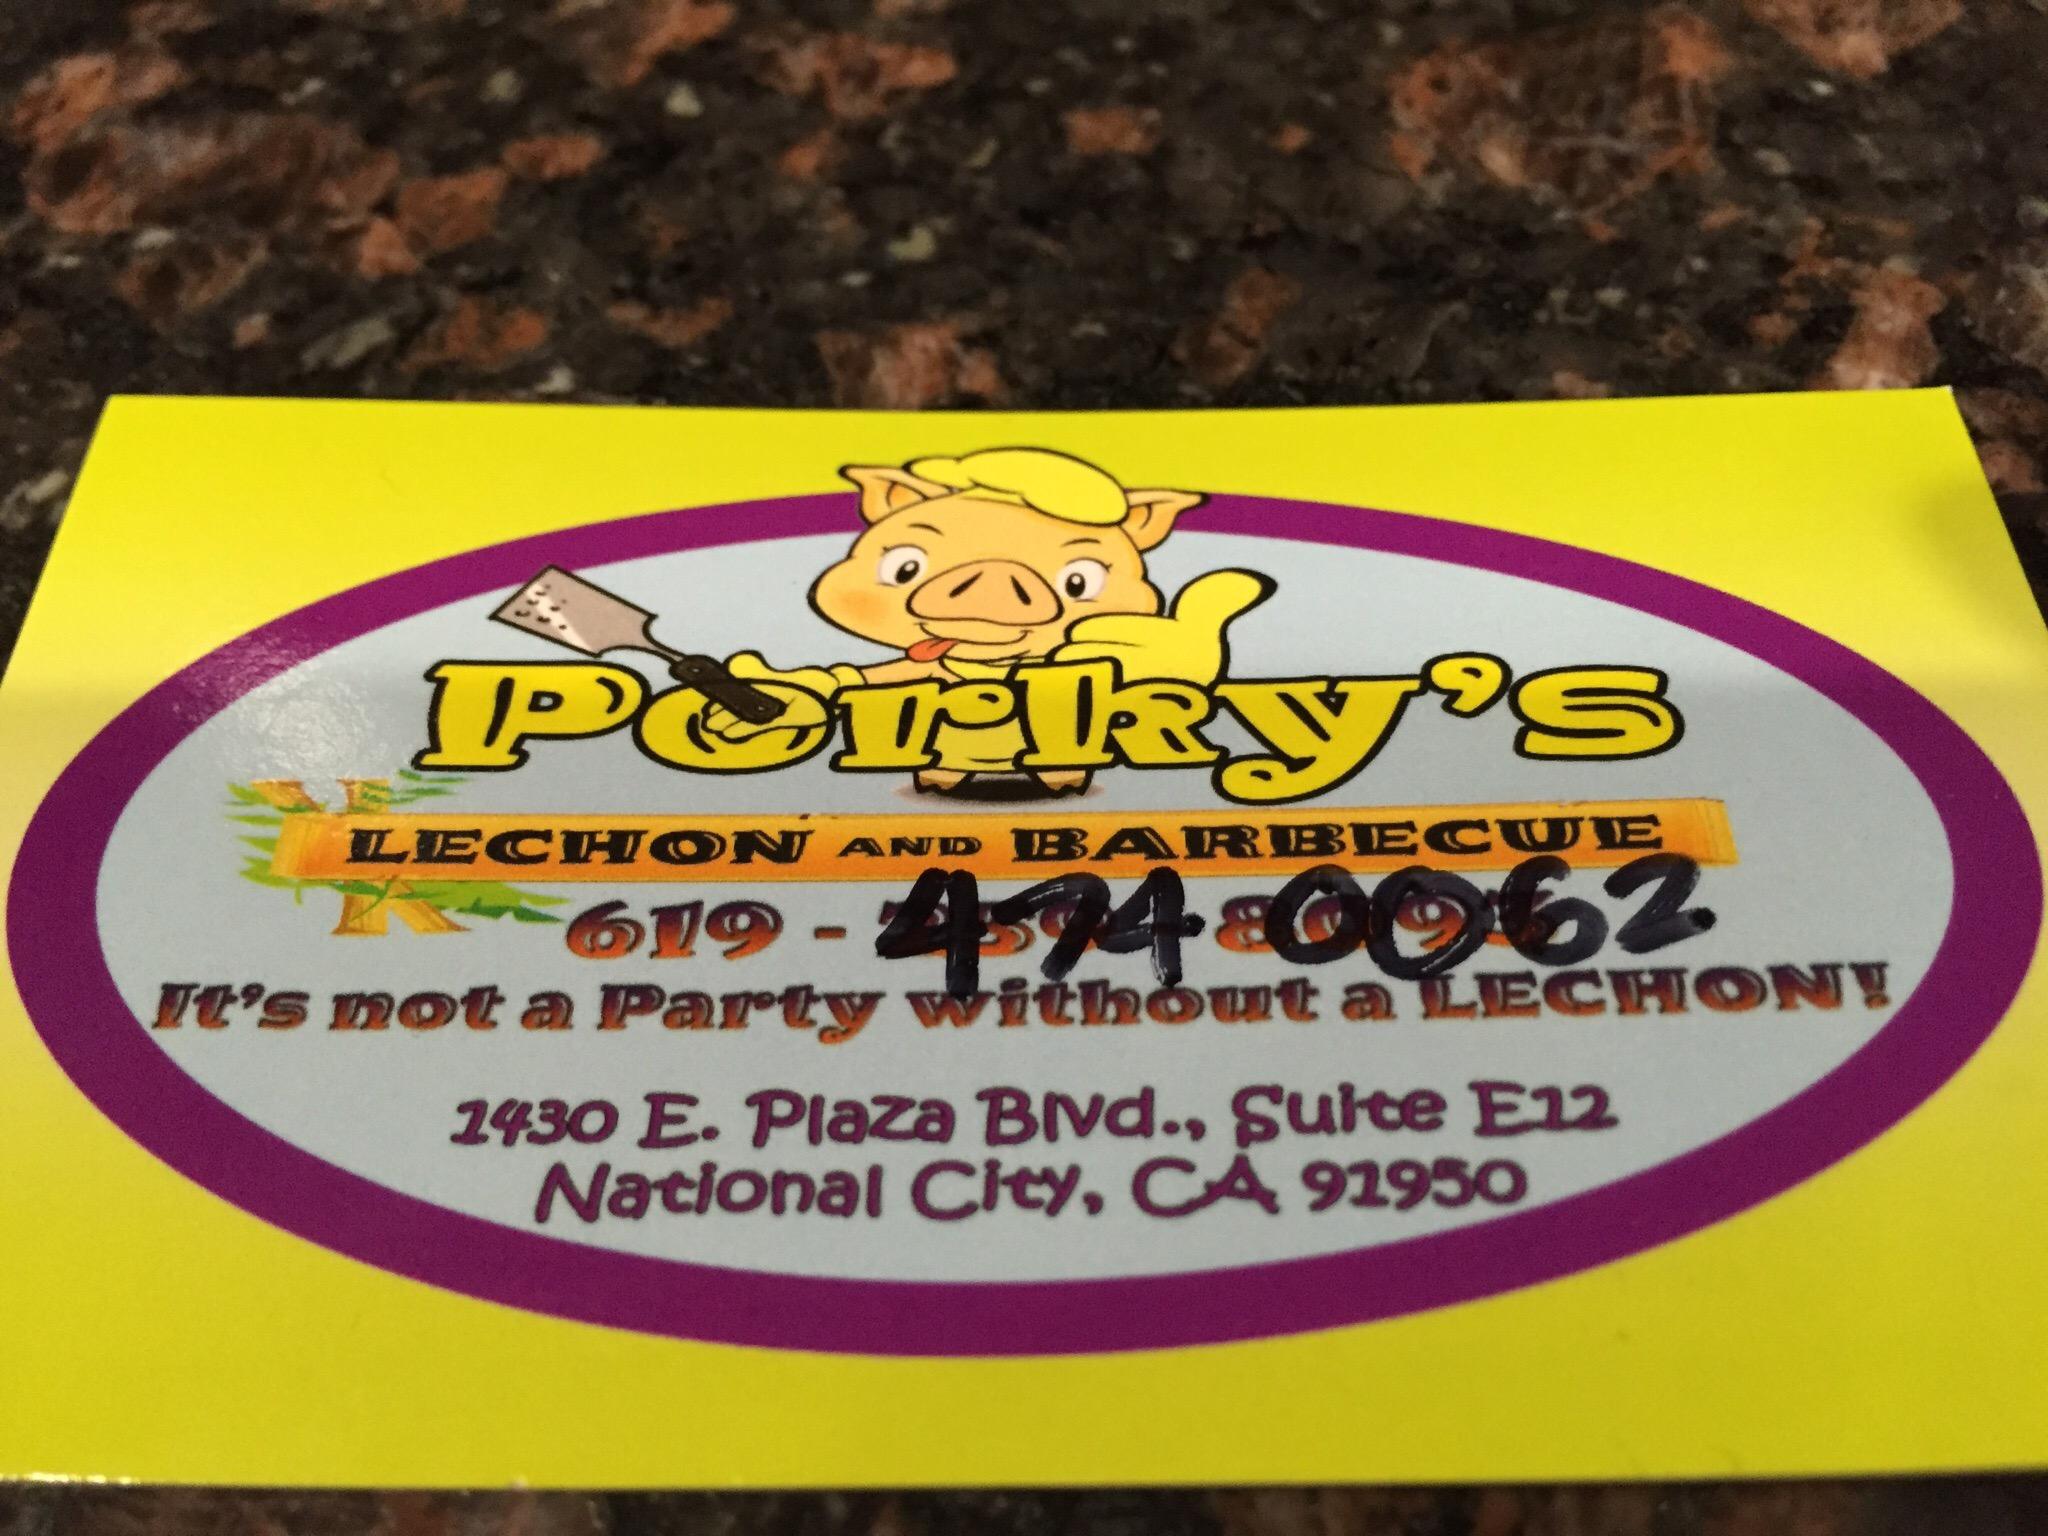 Porky's
LECHON AND BARBECUE
619 - 474 0062
It's not a Party without a LECHON!
1430 E. Plaza Blvd., Suite E12
National City, CA 91950